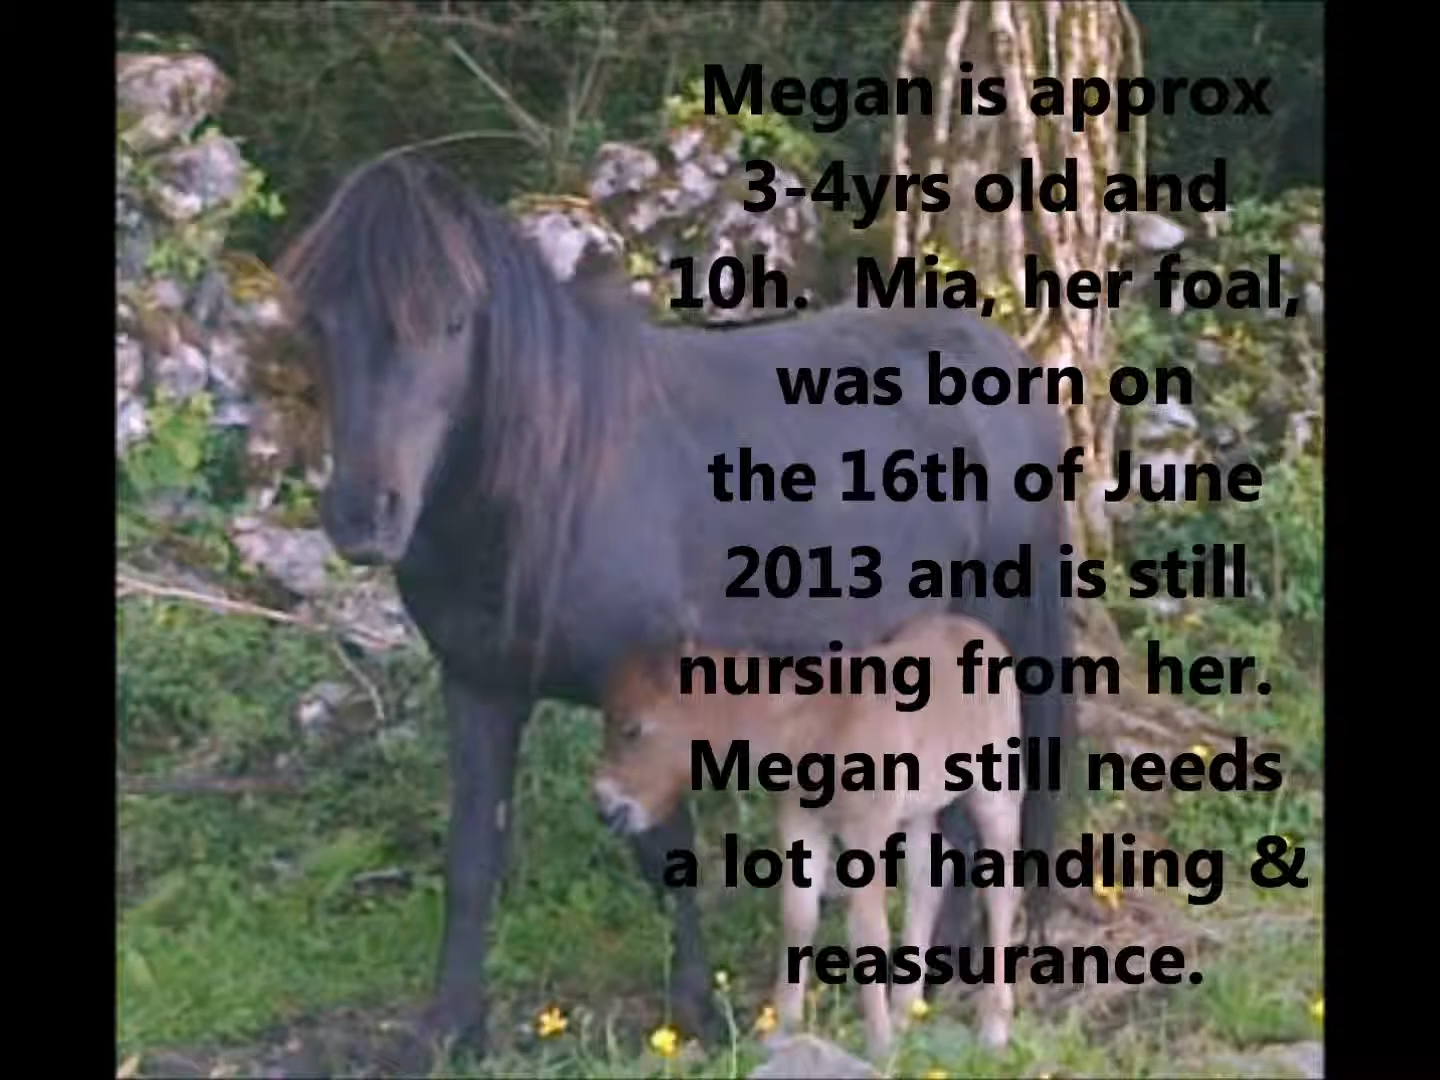 Megan is approx
3-4yrs old and
10h.  Mia, her foal,
was born on
the 16th of June
2013 and is still
nursing from her.
Megan still needs
a lot of handling &
reassurance.